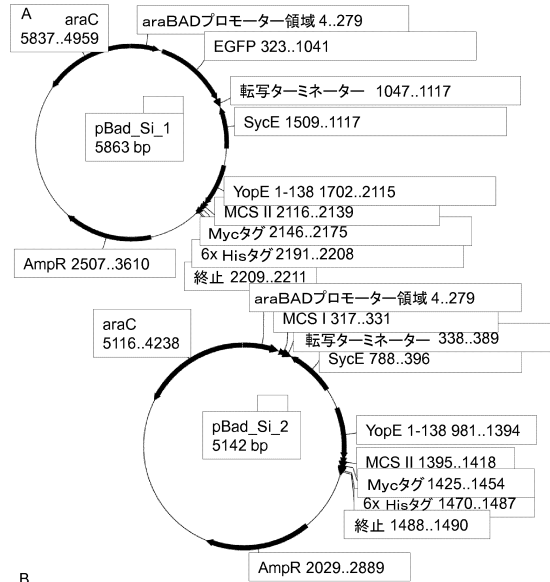 A
araC
5837..4959
araBADプロモーター領域 4..279
EGFP 323..1041
転写ターミネーター 1047..1117
SycE 1509..1117
pBad_Si_1
5863 bp
YopE 1-138 1702..2115
MCS II 2116..2139
Mycタグ 2146..2175
6x Hisタグ 2191..2208
終止 2209..2211
AmpR 2507..3610
araBADプロモーター領域 4..279
MCS I 317..331
転写ターミネーター 338..389
SycE 788..396
araC
5116..4238
pBad_Si_2
5142 bp
YopE 1-138 981..1394
MCS II 1395..1418
Mycタグ 1425..1454
6x Hisタグ 1470..1487
終止 1488..1490
AmpR 2029..2889
B